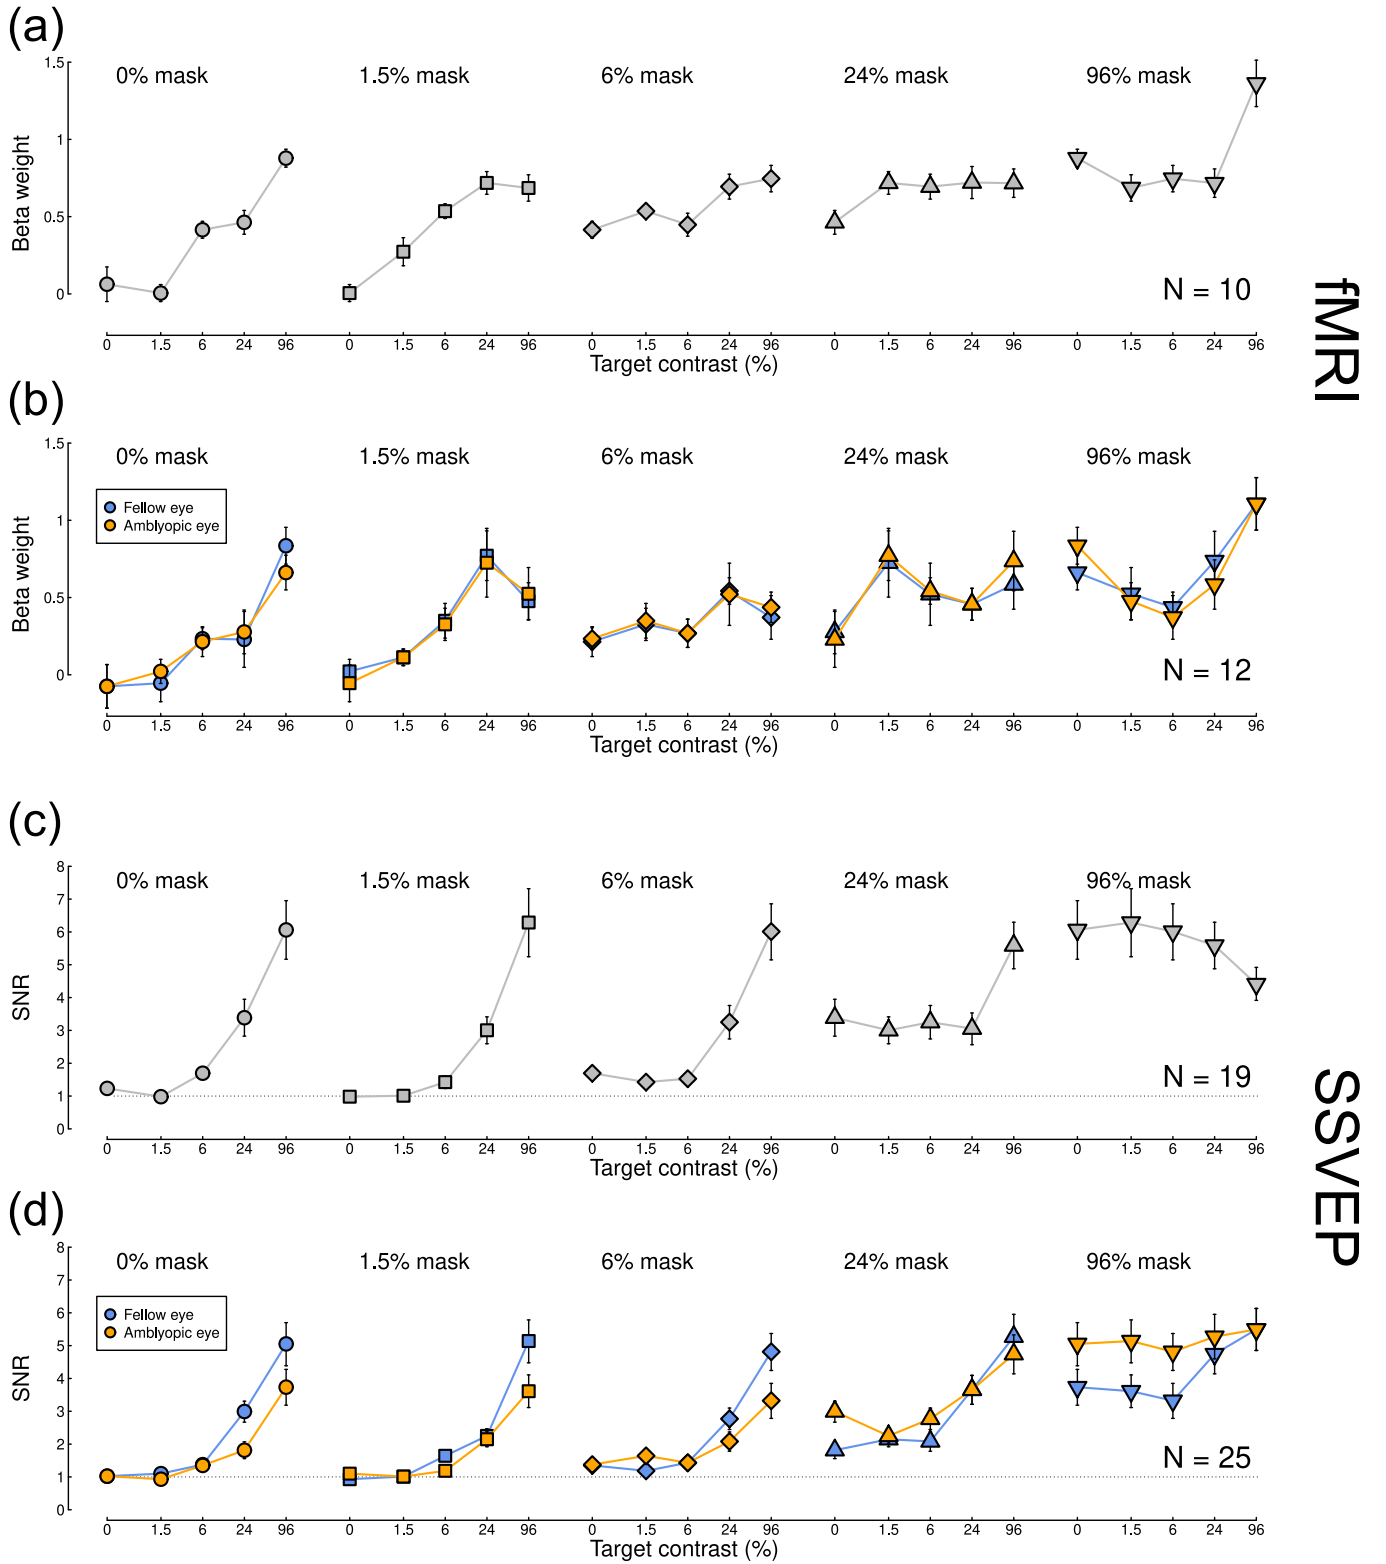 (a)
0% mask 1.5% mask 6% mask 24% mask 96% mask
Beta weight
1.5
1
0.5
0
N = 10
0 1.5 6 24 96 0 1.5 6 24 96 0 1.5 6 24 96 0 1.5 6 24 96 0 1.5 6 24 96
Target contrast (%)
fMRI
(b)
0% mask 1.5% mask 6% mask 24% mask 96% mask
Fellow eye
Amblyopic eye
Beta weight
1.5
1
0.5
0
N = 12
0 1.5 6 24 96 0 1.5 6 24 96 0 1.5 6 24 96 0 1.5 6 24 96 0 1.5 6 24 96
Target contrast (%)
(c)
0% mask 1.5% mask 6% mask 24% mask 96% mask
SNR
8
7
6
5
4
3
2
1
0
N = 19
0 1.5 6 24 96 0 1.5 6 24 96 0 1.5 6 24 96 0 1.5 6 24 96 0 1.5 6 24 96
Target contrast (%)
SSVEP
(d)
0% mask 1.5% mask 6% mask 24% mask 96% mask
Fellow eye
Amblyopic eye
SNR
8
7
6
5
4
3
2
1
0
N = 25
0 1.5 6 24 96 0 1.5 6 24 96 0 1.5 6 24 96 0 1.5 6 24 96 0 1.5 6 24 96
Target contrast (%)